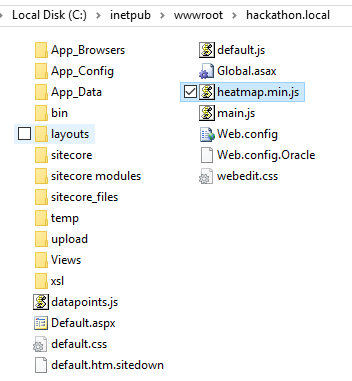 Local Disk (C:) > inetpub > wwwroot > hackathon.local
App_Browsers
App_Config
App_Data
bin
layouts
sitecore
sitecore modules
sitecore_files
temp
upload
Views
xsl
datapoints.js
Default.aspx
default.css
default.htm.sitedown
default.js
Global.asax
heatmap.min.js
main.js
Web.config
Web.config.Oracle
webedit.css